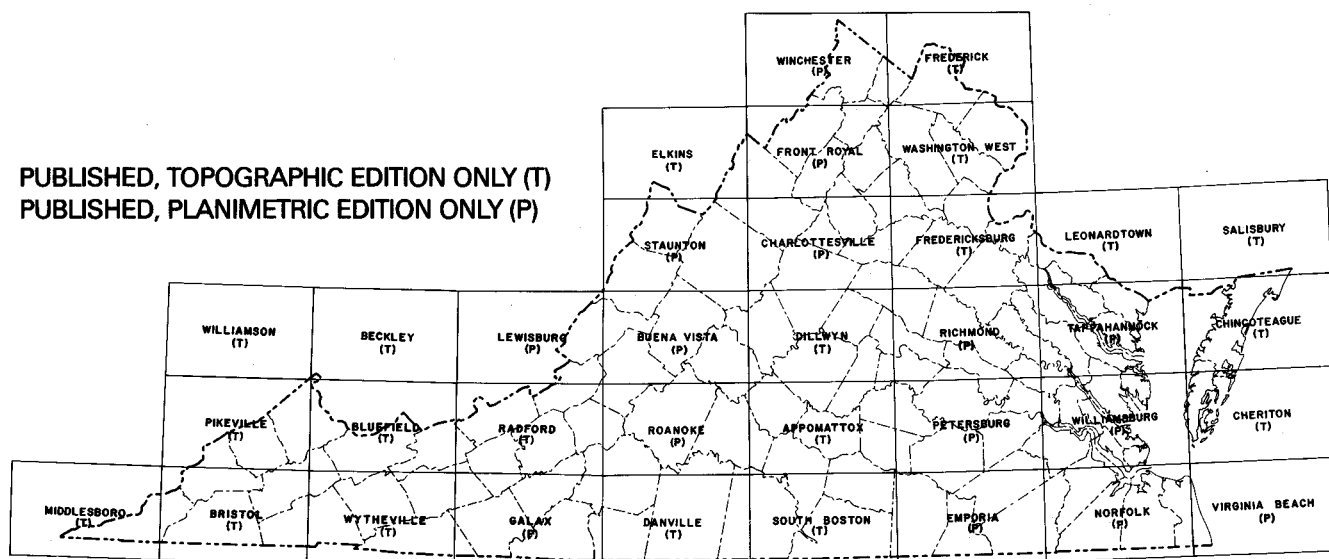 WINCHESTER
(P)
FREDERICK
(T)
PUBLISHED, TOPOGRAPHIC EDITION ONLY (T)
PUBLISHED, PLANIMETRIC EDITION ONLY (P)
ELKINS
(T)
FRONT ROYAL
(P)
WASHINGTON WEST
(T)
STAUNTON
(P)
CHARLOTTESVILLE
(P)
FREDERICKSBURG
(T)
LEONARDTOWN
(T)
SALISBURY
(T)
WILLIAMSON
(T)
BECKLEY
(T)
LEWISBURG
(P)
BUENA VISTA
(P)
DILLWYN
(T)
RICHMOND
(P)
TAPPAHANNOCK
(P)
CHINCOTEAGUE
(T)
PIKEVILLE
(T)
BLUEFIELD
(T)
RADFORD
(T)
ROANOKE
(P)
APPOMATTOX
(T)
PETERSBURG
(P)
WILLIAMSBURG
(P)
CHERITON
(T)
MIDDLESBORO
(T)
BRISTOL
(T)
WYTHEVILLE
(T)
GALAX
(P)
DANVILLE
(T)
SOUTH BOSTON
(T)
EMPORIA
(P)
NORFOLK
(P)
VIRGINIA BEACH
(P)